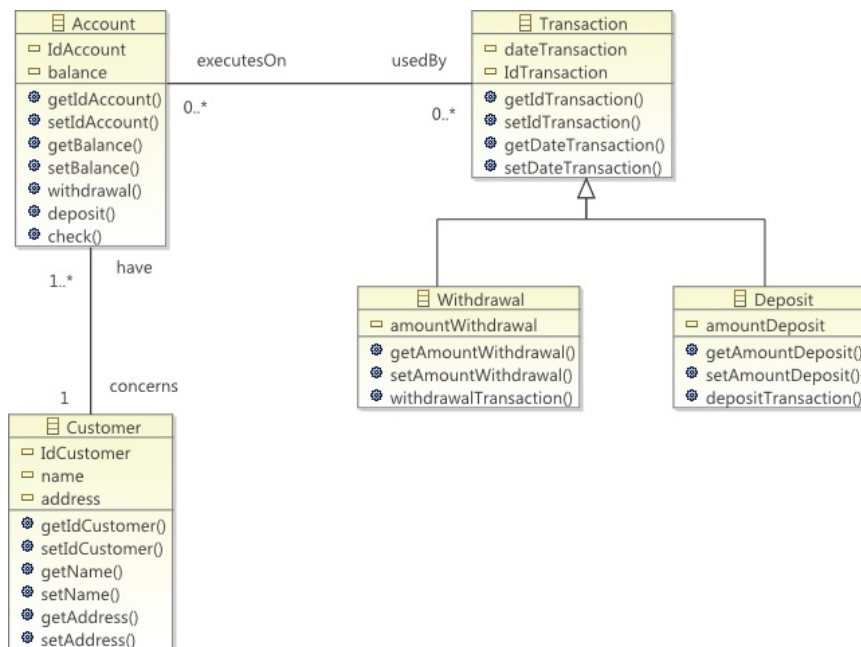 Account
IdAccount
balance
getIdAccount()
setIdAccount()
getBalance()
setBalance()
withdrawal()
deposit()
check()
executesOn
usedBy
0..*
0..*
Transaction
dateTransaction
IdTransaction
getIdTransaction()
setIdTransaction()
getDateTransaction()
setDateTransaction()
have
1..*
concerns
1
Withdrawal
amountWithdrawal
getAmountWithdrawal()
setAmountWithdrawal()
withdrawalTransaction()
Deposit
amountDeposit
getAmountDeposit()
setAmountDeposit()
depositTransaction()
Customer
IdCustomer
name
address
getIdCustomer()
setIdCustomer()
getName()
setName()
getAddress()
setAddress()